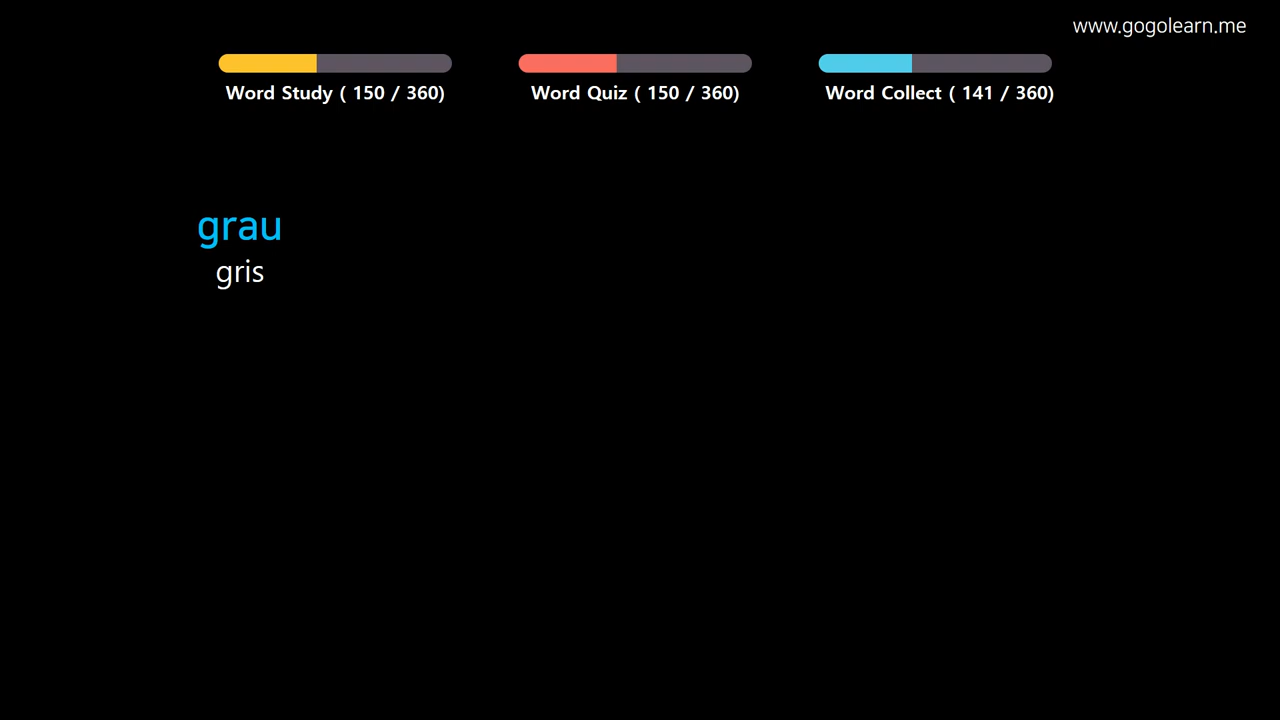 www.gogolearn.me
Word Study ( 150 / 360)
Word Quiz ( 150 / 360)
Word Collect ( 141 / 360)
grau
gris